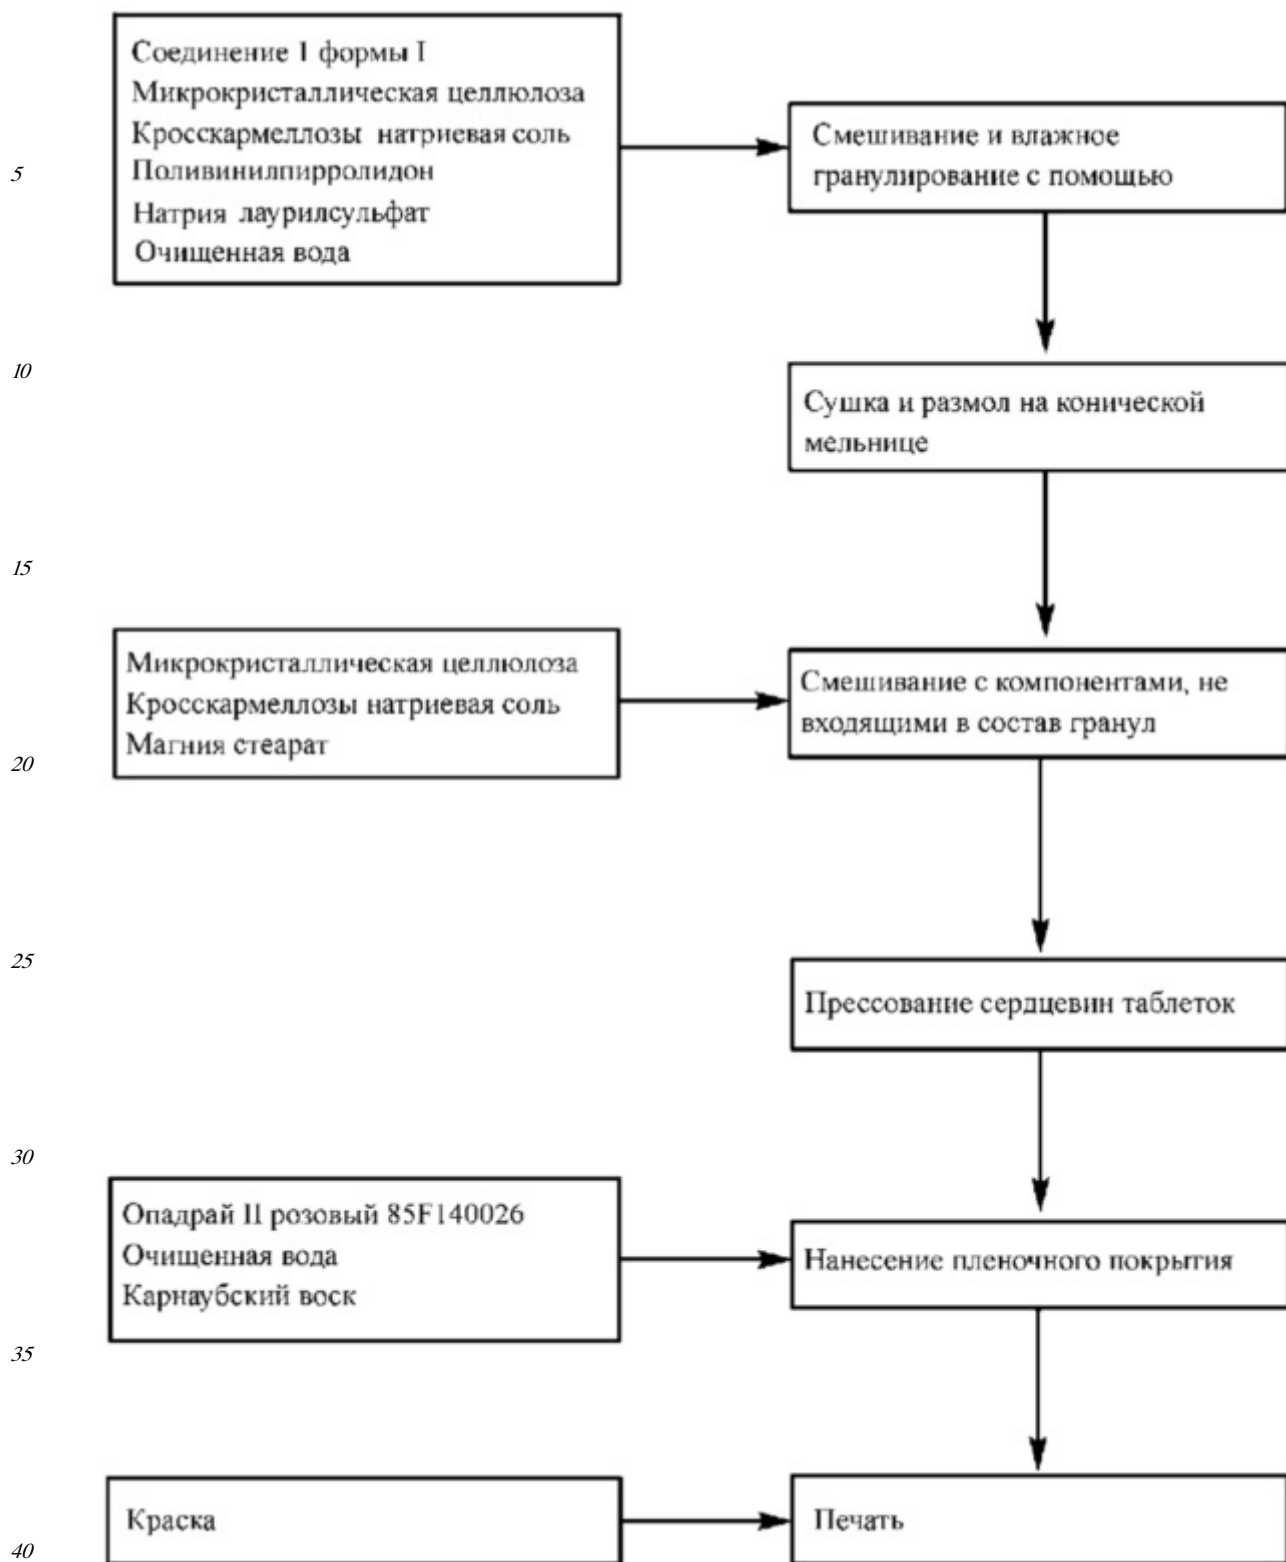 Соединение 1 формы I
Микрокристаллическая целлюлоза
Кросскармеллозы натриевая соль
Поливинилпирролидон
Натрия лаурилсульфат
Очищенная вода
Смешивание и влажное
гранулирование с помощью
5
10
Сушка и размол на конической
мельнице
15
Микрокристаллическая целлюлоза
Кросскармеллозы натриевая соль
Магния стеарат
Смешивание с компонентами, не
входящими в состав гранул
20
25
Прессование сердцевин таблеток
30
Опадрай II розовый 85F140026
Очищенная вода
Карнаубский воск
Нанесение пленочного покрытия
35
Краска
Печать
40